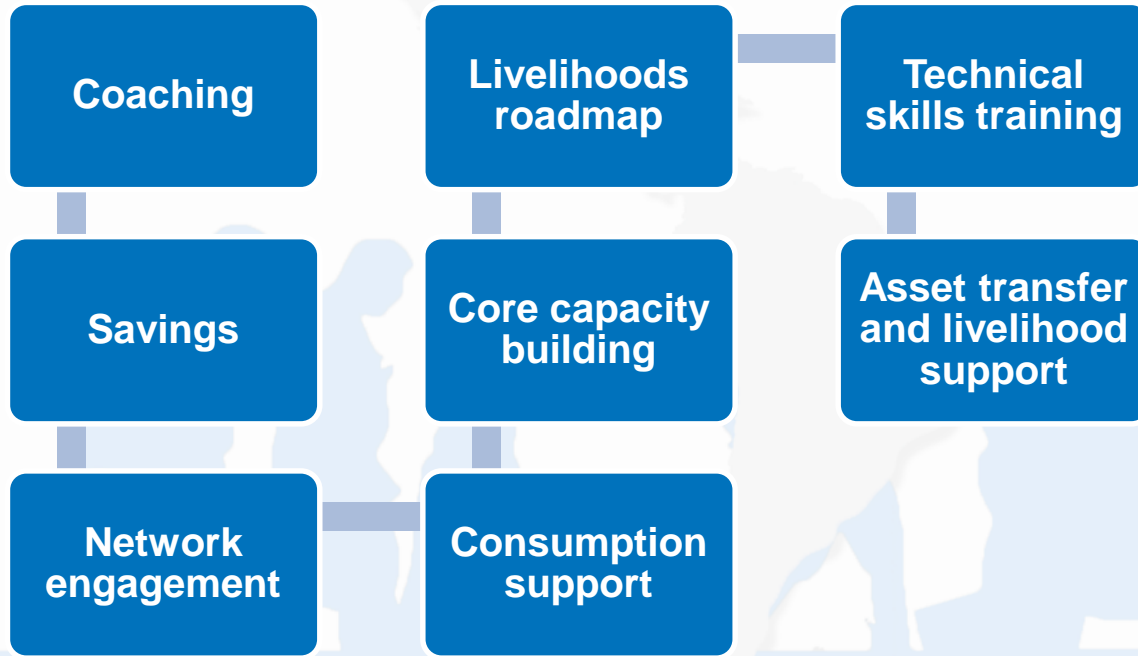 Coaching
Savings
Network
engagement
Consumption
support
Core capacity
building
Livelihoods
roadmap
Technical
skills training
Asset transfer
and livelihood
support